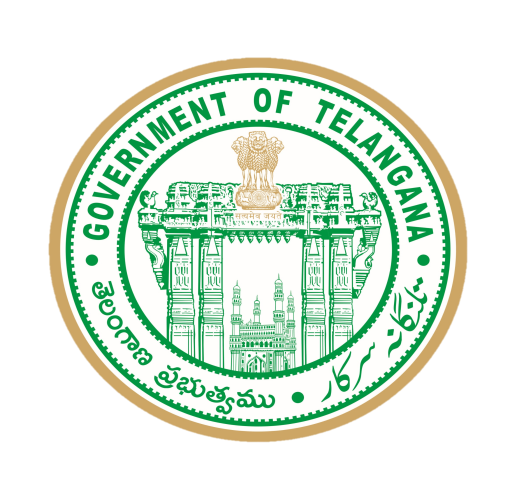 GOVERNMENT OF TELANGANA
తెలంగాణ ప్రభుత్వము
تلنگانہ سرکار
सत्यमेव जयते